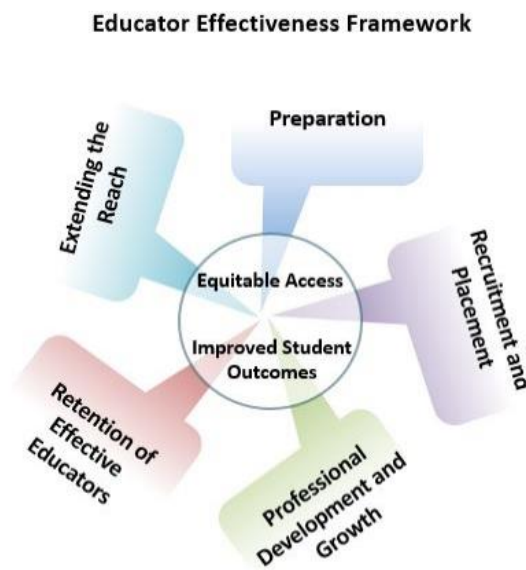 Educator Effectiveness Framework
Preparation
Extending the
Reach
Equitable Access
Improved Student
Outcomes
Recruitment and
Placement
Retention of
Effective
Educators
Professional
Development and
Growth